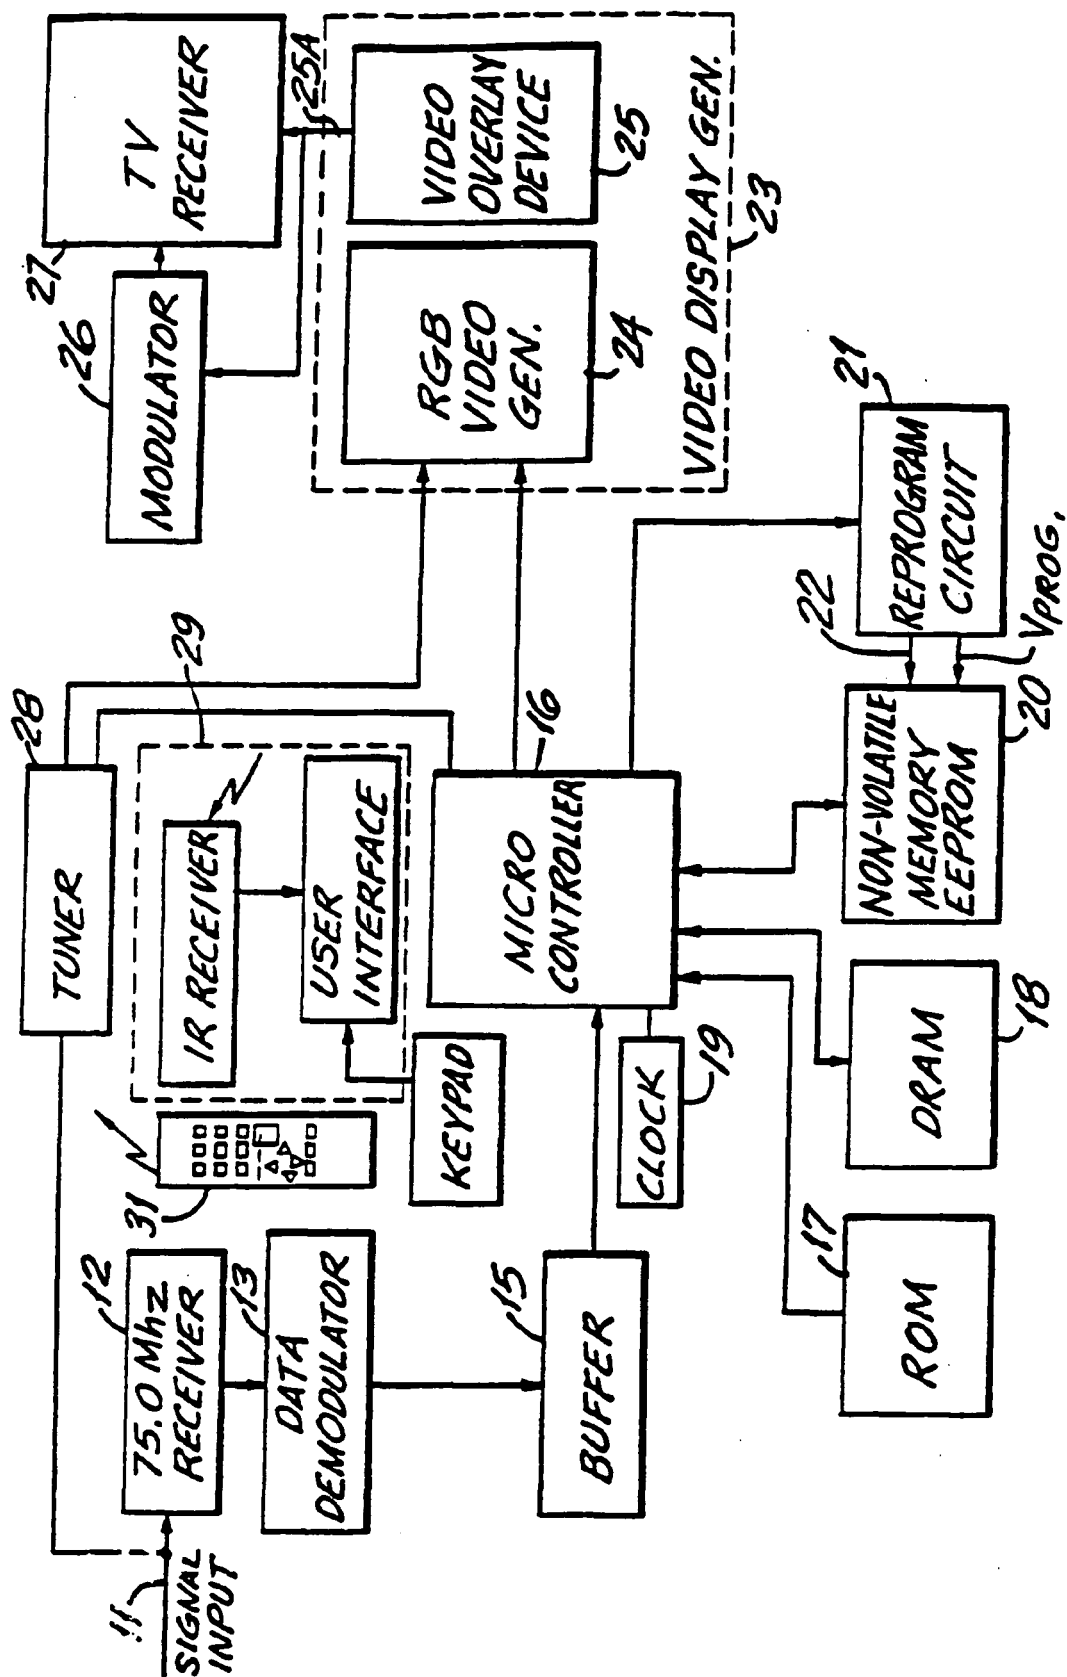 11
SIGNAL
INPUT
12
75.0 Mhz
RECEIVER
13
DATA
DEMODULATOR
15
BUFFER
31
28
TUNER
29
IR RECEIVER
USER
INTERFACE
KEYPAD
16
MICRO
CONTROLLER
CLOCK
19
17
ROM
DRAM
18
NON-VOLATILE
MEMORY
EEPROM
20
22
VPROG.
21
REPROGRAM
CIRCUIT
26
MODULATOR
27
TV
RECEIVER
25A
RGB
VIDEO
GEN.
24
VIDEO
OVERLAY
DEVICE
25
VIDEO DISPLAY GEN.
23